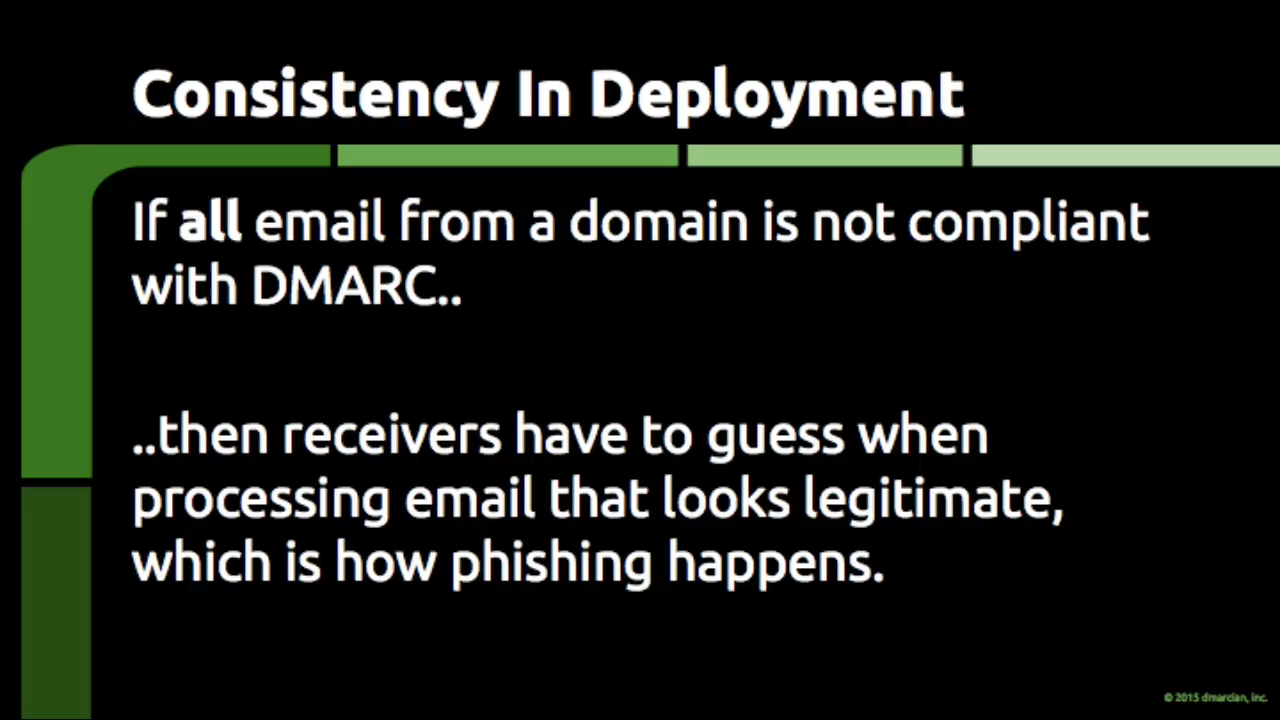 Consistency In Deployment
If all email from a domain is not compliant
with DMARC..
..then receivers have to guess when
processing email that looks legitimate,
which is how phishing happens.
© 2015 dmarcian, inc.